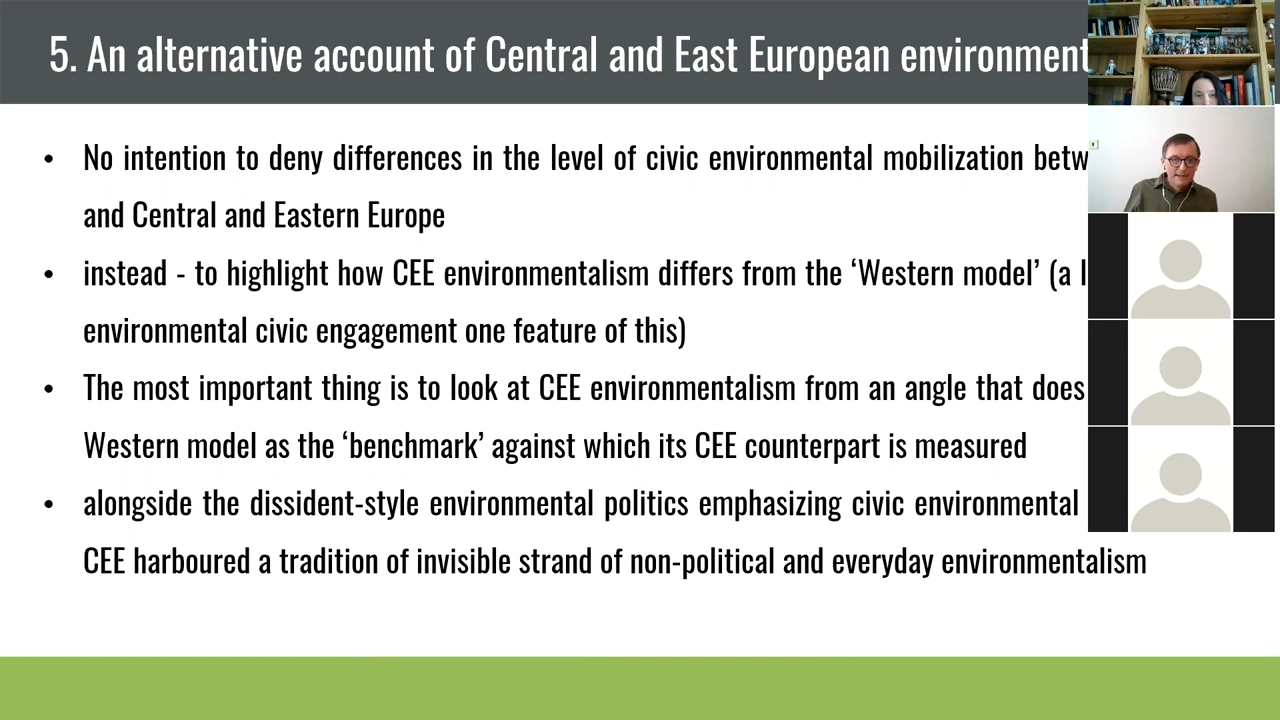 5. An alternative account of Central and East European environment
• No intention to deny differences in the level of civic environmental mobilization betw
and Central and Eastern Europe
• instead - to highlight how CEE environmentalism differs from the ‘Western model’ (a l
environmental civic engagement one feature of this)
• The most important thing is to look at CEE environmentalism from an angle that does
Western model as the ‘benchmark’ against which its CEE counterpart is measured
• alongside the dissident-style environmental politics emphasizing civic environmental
CEE harboured a tradition of invisible strand of non-political and everyday environmentalism